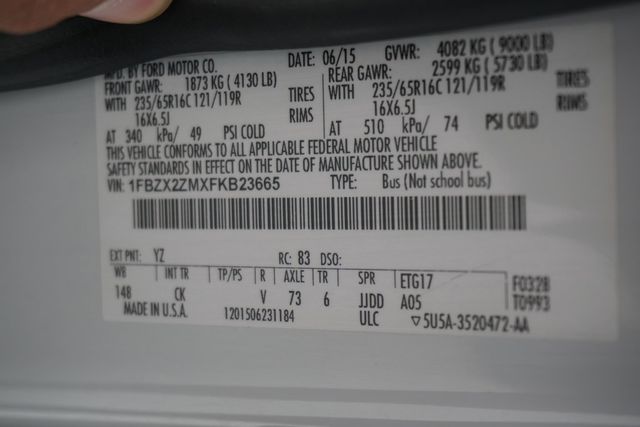 MFD. BY FORD MOTOR CO. DATE: 06/15 GVWR: 4082 KG ( 9000 LB)
FRONT GAWR: 1873 KG ( 4130 LB) REAR GAWR: 2599 KG ( 5730 LB)
WITH 235/65R16C 121/119R TIRES WITH 235/65R16C 121/119R TIRES
16X6.5J RIMS 16X6.5J RIMS
AT 340 kPa/ 49 PSI COLD AT 510 kPa/ 74 PSI COLD
THIS VEHICLE CONFORMS TO ALL APPLICABLE FEDERAL MOTOR VEHICLE
SAFETY STANDARDS IN EFFECT ON THE DATE OF MANUFACTURE SHOWN ABOVE.
VIN: 1FBZX2ZMXFKB23665 TYPE: Bus (Not school bus)
EXT PNT: YZ RC: 83 DSO:
WB INT TR TP/PS R AXLE TR SPR ETG17 F0328
148 CK V 73 6 JJDD A05 T0993
MADE IN U.S.A. 1201506231184 ULC ▽5U5A-3520472-AA